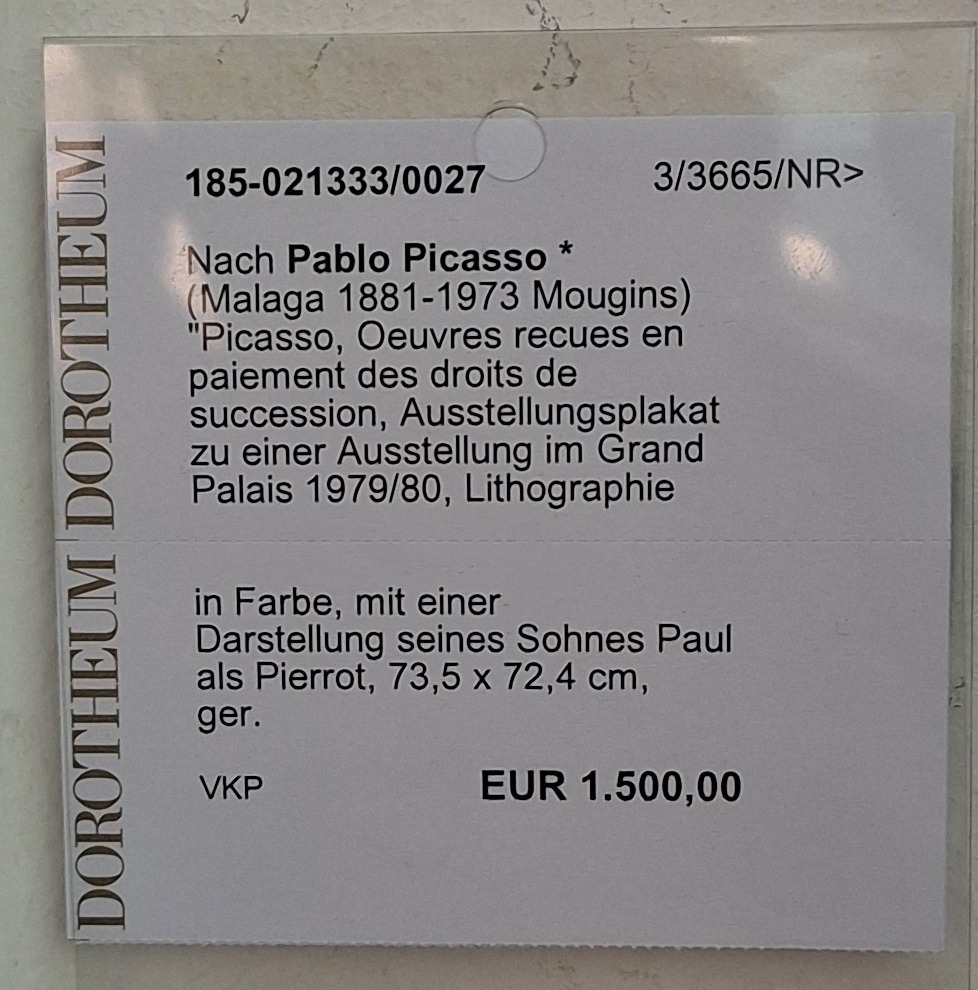 DOROTHEUM DOROTHEUM
185-021333/0027 3/3665/NR>
Nach Pablo Picasso *
(Malaga 1881-1973 Mougins)
"Picasso, Oeuvres recues en
paiement des droits de
succession, Ausstellungsplakat
zu einer Ausstellung im Grand
Palais 1979/80, Lithographie
in Farbe, mit einer
Darstellung seines Sohnes Paul
als Pierrot, 73,5 x 72,4 cm,
ger.
VKP EUR 1.500,00